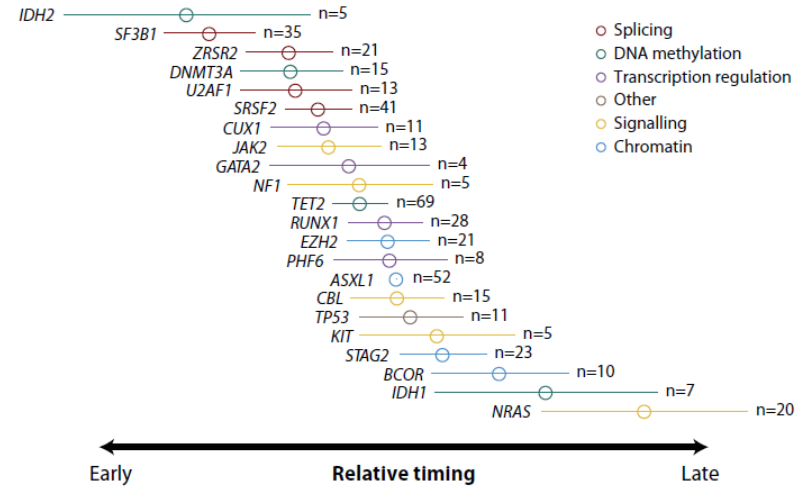 IDH2 n=5
SF3B1 n=35
ZRSR2 n=21
DNMT3A n=15
U2AF1 n=13
SRSF2 n=41
CUX1 n=11
JAK2 n=13
GATA2 n=4
NF1 n=5
TET2 n=69
RUNX1 n=28
EZH2 n=21
PHF6 n=8
ASXL1 n=52
CBL n=15
TP53 n=11
KIT n=5
STAG2 n=23
BCOR n=10
IDH1 n=7
NRAS n=20
Splicing
DNA methylation
Transcription regulation
Other
Signalling
Chromatin
Early Relative timing Late